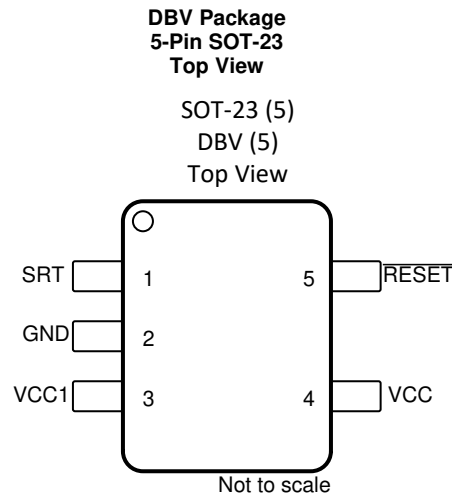 DBV Package
5-Pin SOT-23
Top View
SOT-23 (5)
DBV (5)
Top View
SRT 1 5 RESET
GND 2
VCC1 3 4 VCC
Not to scale